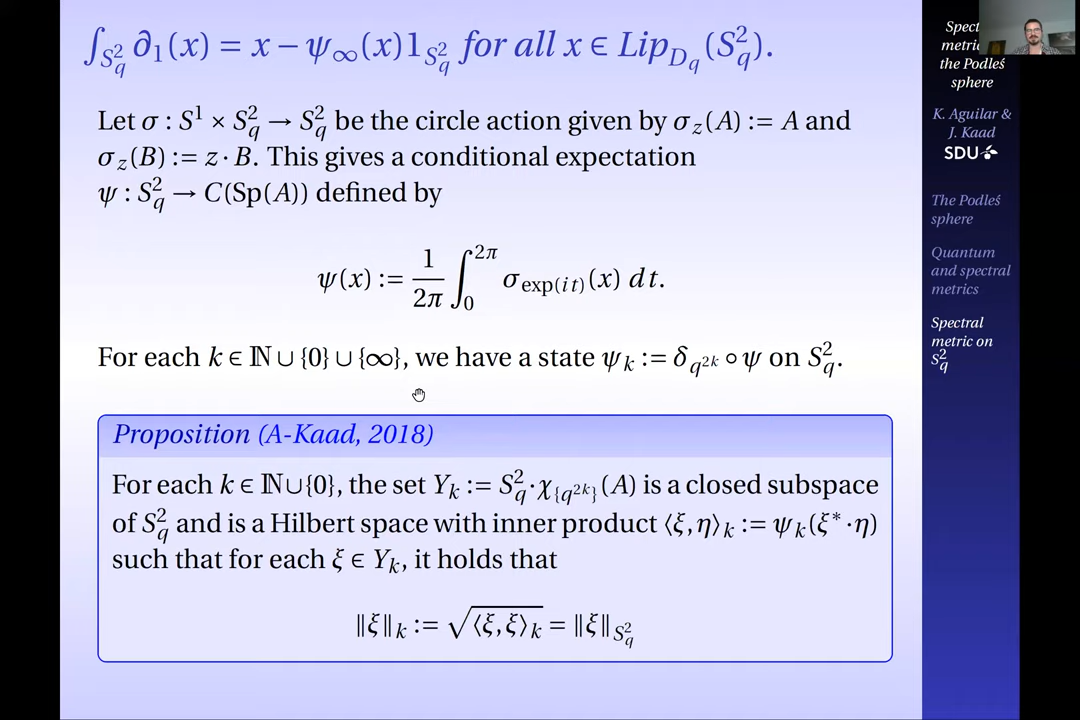 ∫_{S_q^2} ∂_1(x) = x − ψ_∞(x)1_{S_q^2} for all x ∈ Lip_{D_q}(S_q^2).
Let σ : S^1 × S_q^2 → S_q^2 be the circle action given by σ_z(A) := A and
σ_z(B) := z · B. This gives a conditional expectation
ψ : S_q^2 → C(Sp(A)) defined by
ψ(x) := \frac{1}{2π} ∫_0^{2π} σ_{exp(it)}(x) dt.
For each k ∈ ℕ ∪ {0} ∪ {∞}, we have a state ψ_k := δ_{q^{2k}} ∘ ψ on S_q^2.
Proposition (A-Kaad, 2018)
For each k ∈ ℕ∪{0}, the set Y_k := S_q^2 · χ_{{q^{2k}}}(A) is a closed subspace
of S_q^2 and is a Hilbert space with inner product ⟨ξ, η⟩_k := ψ_k(ξ^* · η)
such that for each ξ ∈ Y_k, it holds that
‖ξ‖_k := \sqrt{⟨ξ, ξ⟩_k} = ‖ξ‖_{S_q^2}
the Podleś
sphere
K. Aguilar &
J. Kaad
SDU
The Podleś
sphere
Quantum
and spectral
metrics
Spectral
metric on
S_q^2